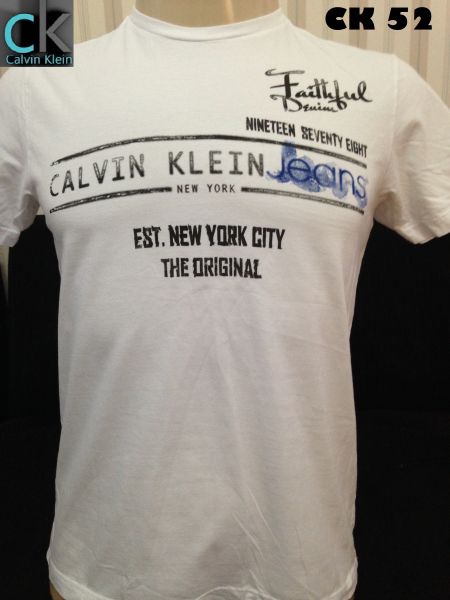 CK
Calvin Klein
CK 52
Faithful
Denim
NINETEEN SEVENTY EIGHT
CALVIN KLEIN Jeans
NEW YORK
EST. NEW YORK CITY
THE ORIGINAL